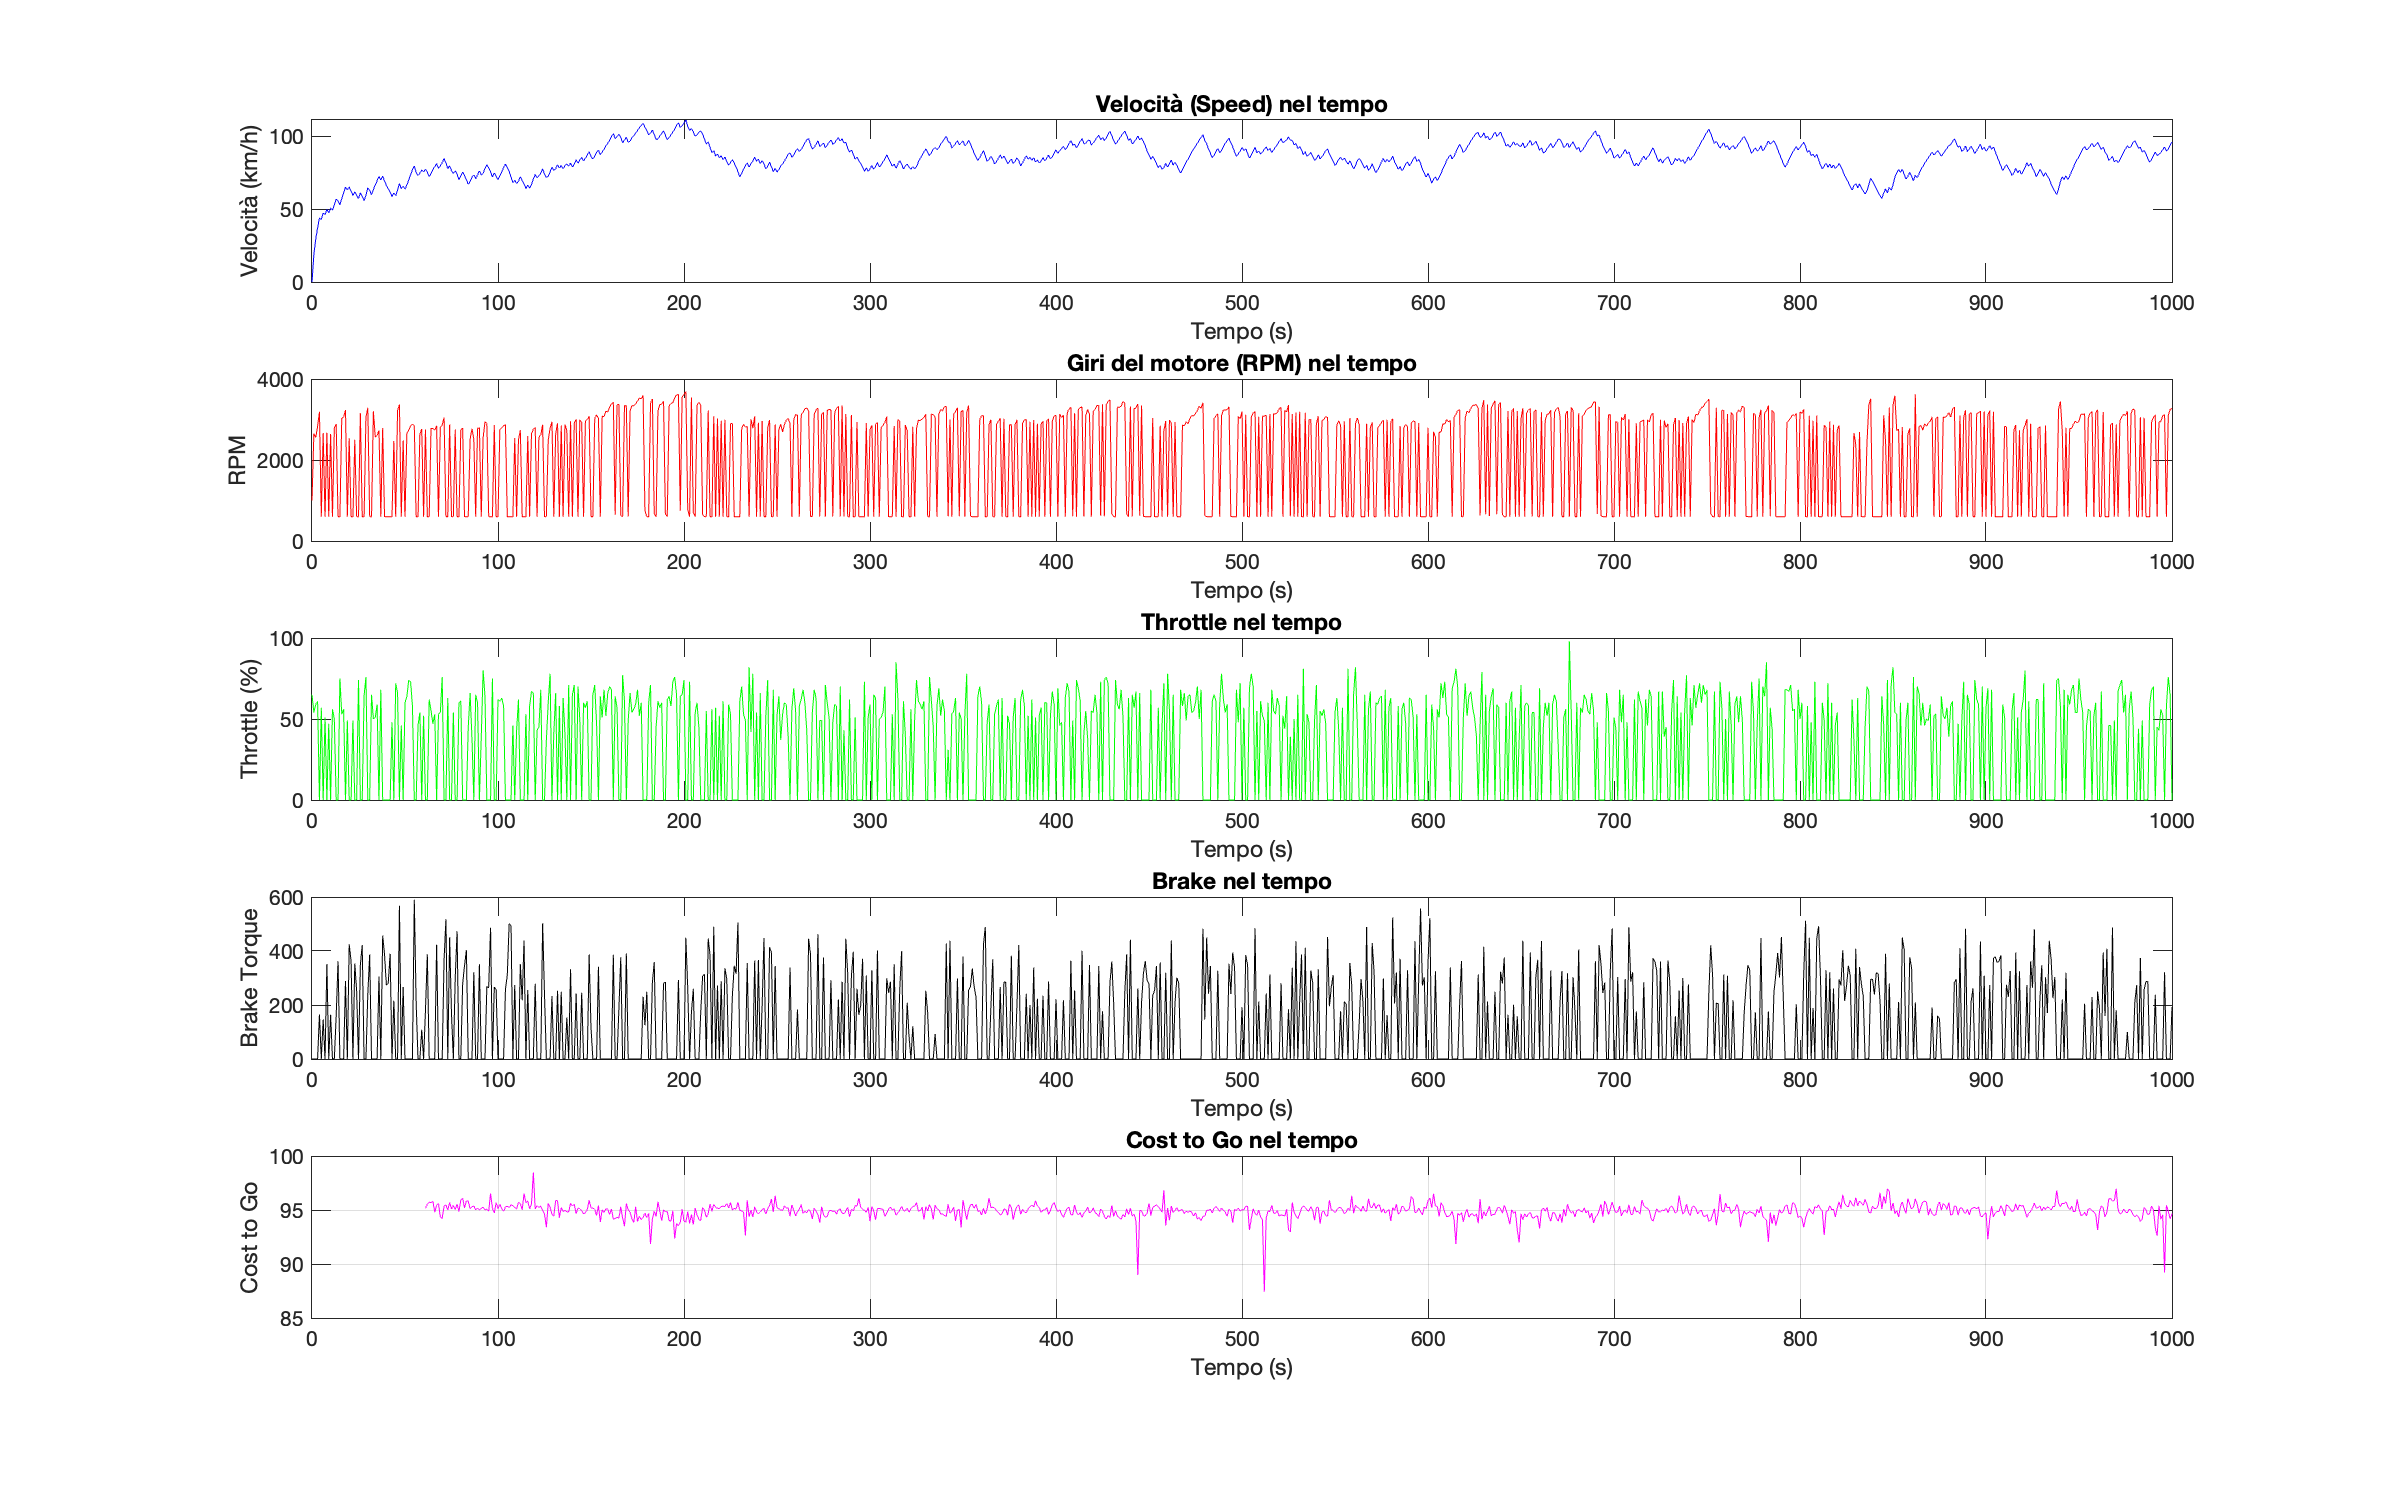 Velocità (Speed) nel tempo
Velocità (km/h)
100
50
0
0 100 200 300 400 500 600 700 800 900 1000
Tempo (s)
Giri del motore (RPM) nel tempo
RPM
4000
2000
0
0 100 200 300 400 500 600 700 800 900 1000
Tempo (s)
Throttle nel tempo
Throttle (%)
100
50
0
0 100 200 300 400 500 600 700 800 900 1000
Tempo (s)
Brake nel tempo
Brake Torque
600
400
200
0
0 100 200 300 400 500 600 700 800 900 1000
Tempo (s)
Cost to Go nel tempo
Cost to Go
100
95
90
85
0 100 200 300 400 500 600 700 800 900 1000
Tempo (s)